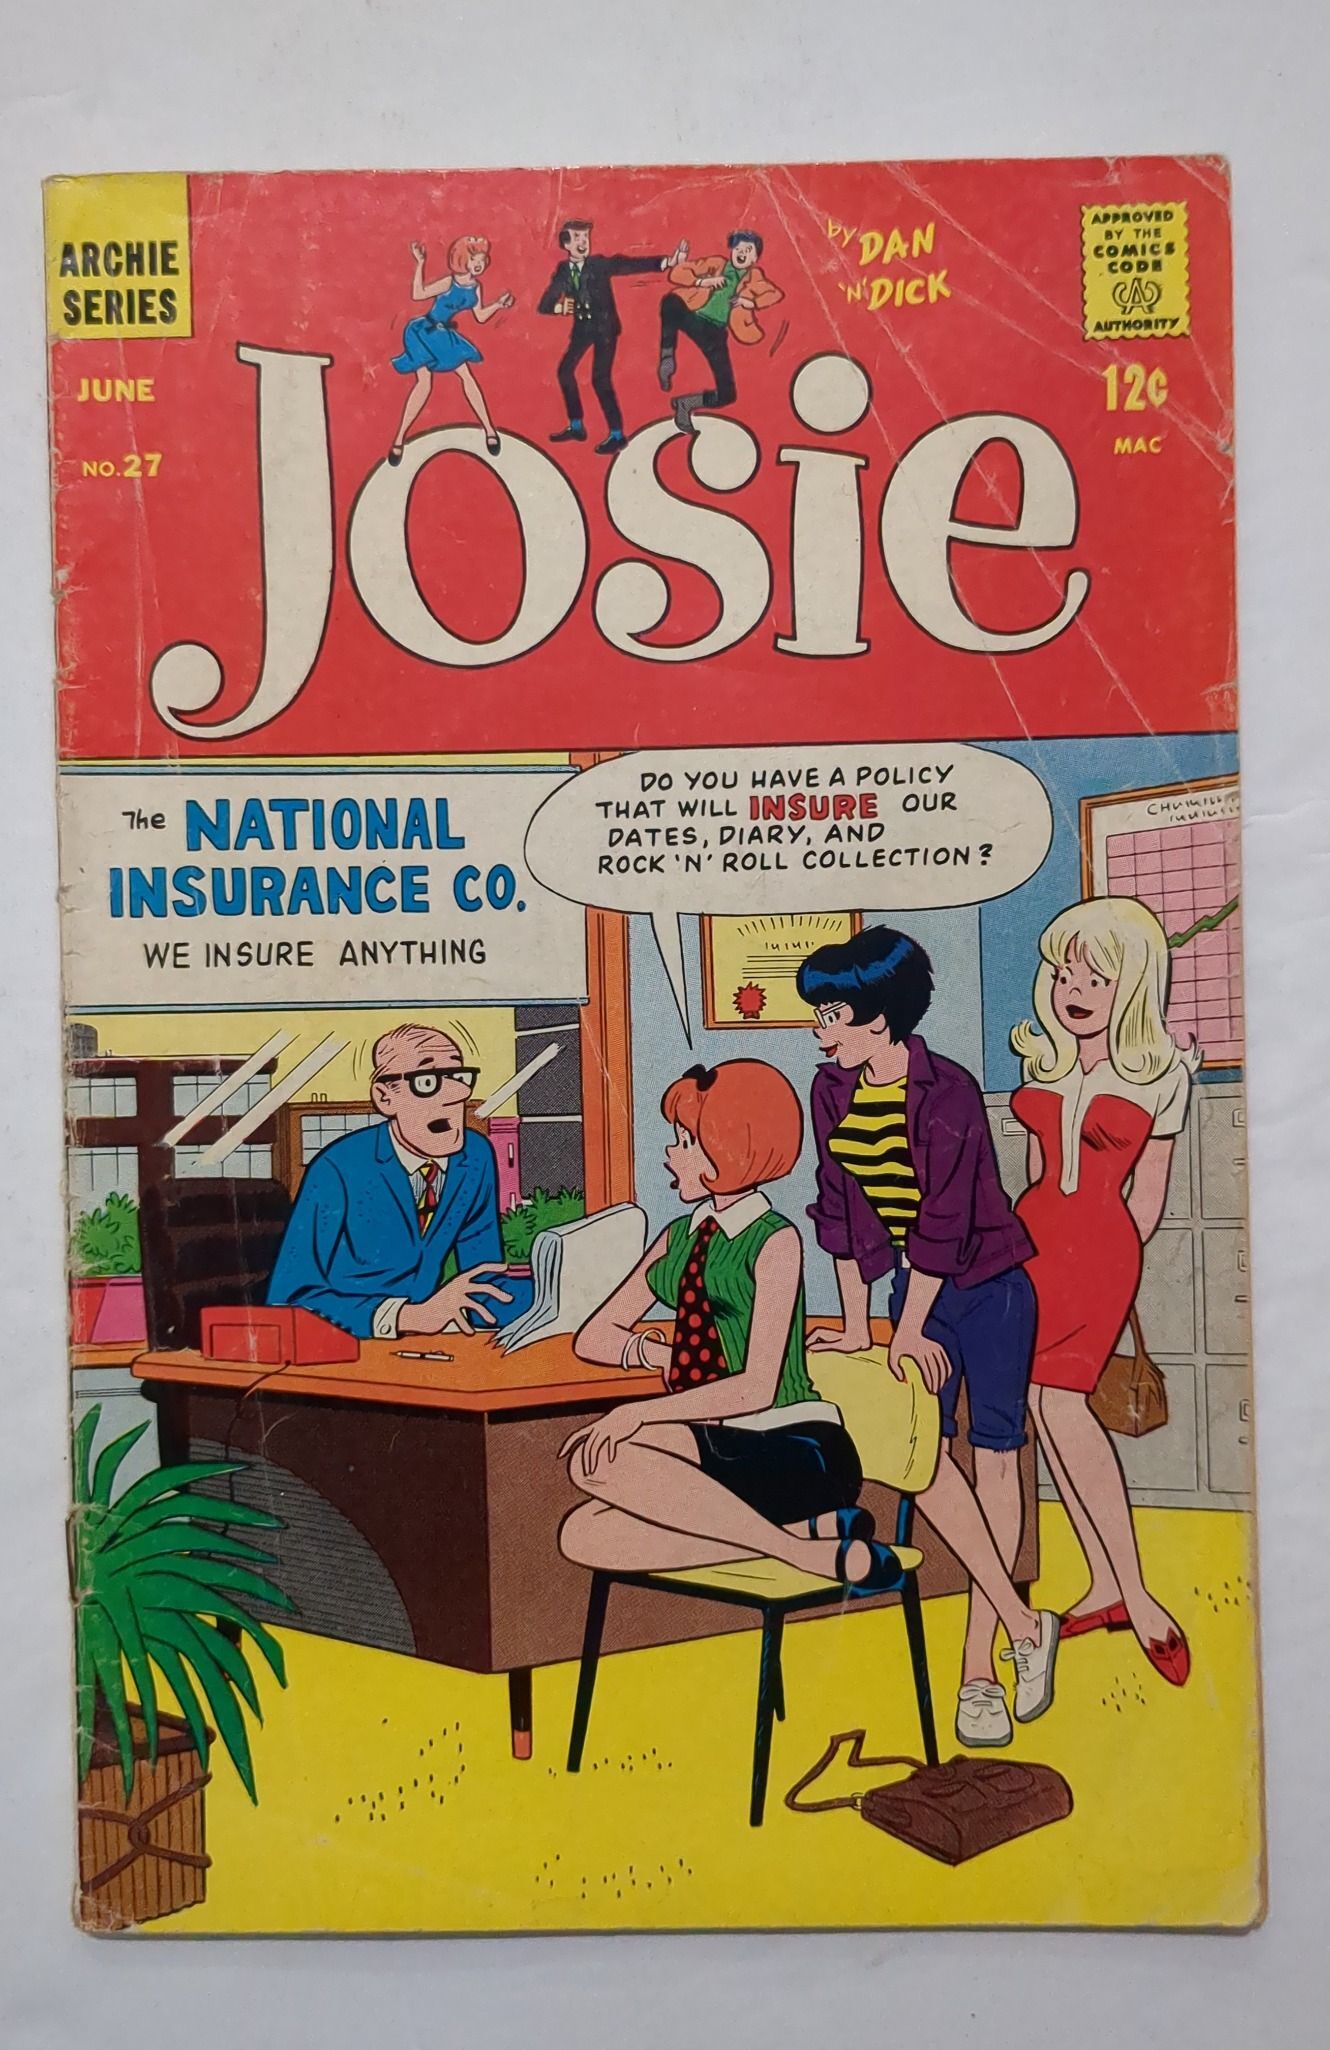 ARCHIE
SERIES
by DAN
'N' DICK
APPROVED
BY THE
COMICS
CODE
CA
AUTHORITY
JUNE
NO. 27
12¢
MAC
Josie
The NATIONAL
INSURANCE CO.
WE INSURE ANYTHING
DO YOU HAVE A POLICY
THAT WILL INSURE OUR
DATES, DIARY, AND
ROCK 'N' ROLL COLLECTION?